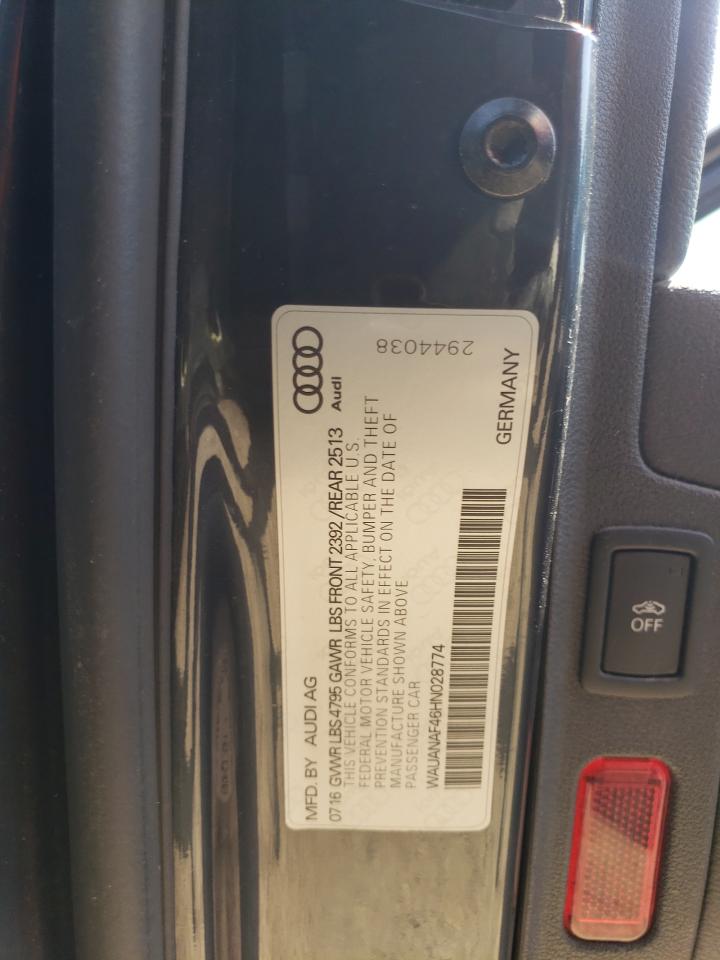 Audi
2944038
MFD. BY AUDI AG
0716 GVWR LBS 4795 GAWR LBS FRONT 2392 / REAR 2513
THIS VEHICLE CONFORMS TO ALL APPLICABLE U.S.
FEDERAL MOTOR VEHICLE SAFETY, BUMPER AND THEFT
PREVENTION STANDARDS IN EFFECT ON THE DATE OF
MANUFACTURE SHOWN ABOVE
PASSENGER CAR
WAUANAF46HN028774
GERMANY
OFF